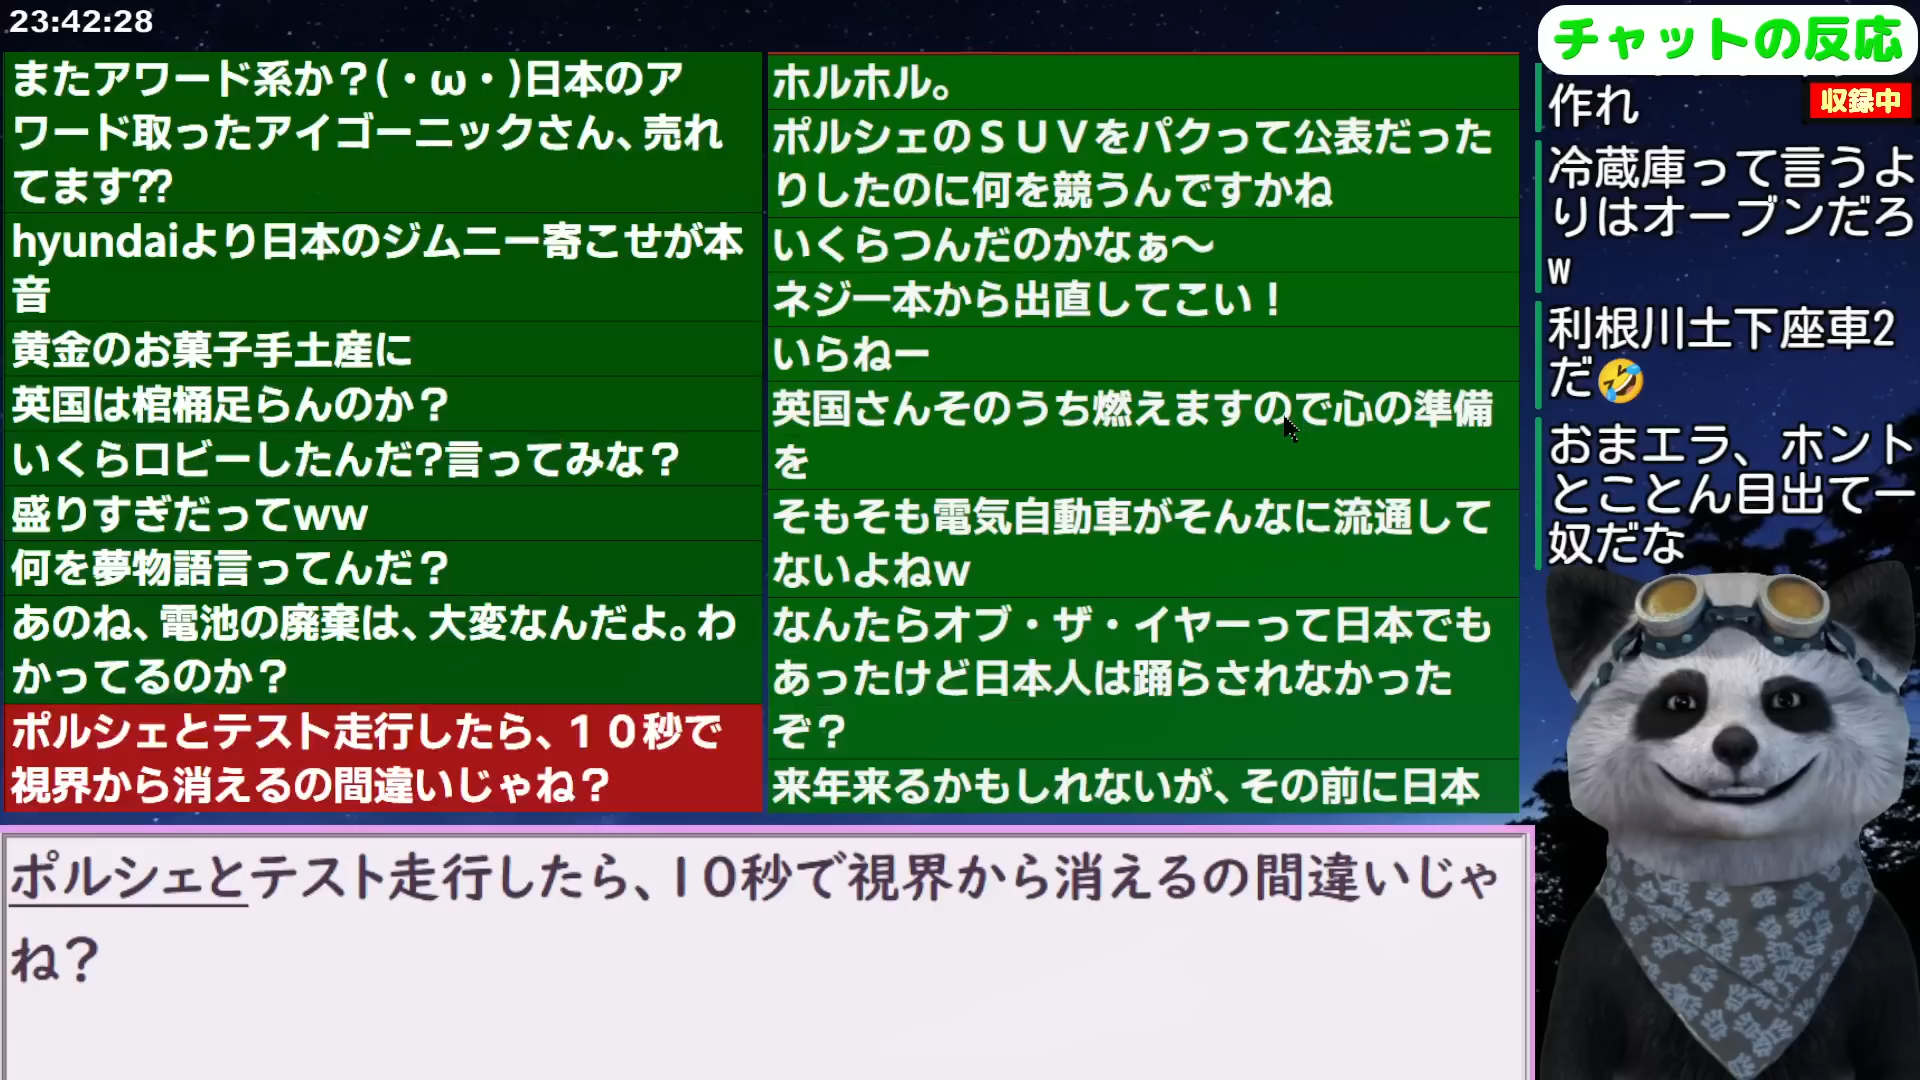 23:42:28
またアワード系か？(・ω・)日本のア
ワード取ったアイゴーニックさん、売れ
てます⁇
hyundaiより日本のジムニー寄こせが本
音
黄金のお菓子手土産に
英国は棺桶足らんのか？
いくらロビーしたんだ?言ってみな？
盛りすぎだってww
何を夢物語言ってんだ？
あのね、電池の廃棄は、大変なんだよ。わ
かってるのか？
ポルシェとテスト走行したら、１０秒で
視界から消えるの間違いじゃね？
ホルホル。
ポルシェのＳＵＶをパクって公表だった
りしたのに何を競うんですかね
いくらつんだのかなぁ～
ネジ一本から出直してこい！
いらねー
英国さんそのうち燃えますので心の準備
を
そもそも電気自動車がそんなに流通して
ないよねw
なんたらオブ・ザ・イヤーって日本でも
あったけど日本人は踊らされなかった
ぞ？
来年来るかもしれないが、その前に日本
チャットの反応
収録中
作れ
冷蔵庫って言うよ
りはオーブンだろ
w
利根川土下座車2
だ🤣
おまエラ、ホント
とことん目出てー
奴だな
ポルシェとテスト走行したら、１０秒で視界から消えるの間違いじゃ
ね？